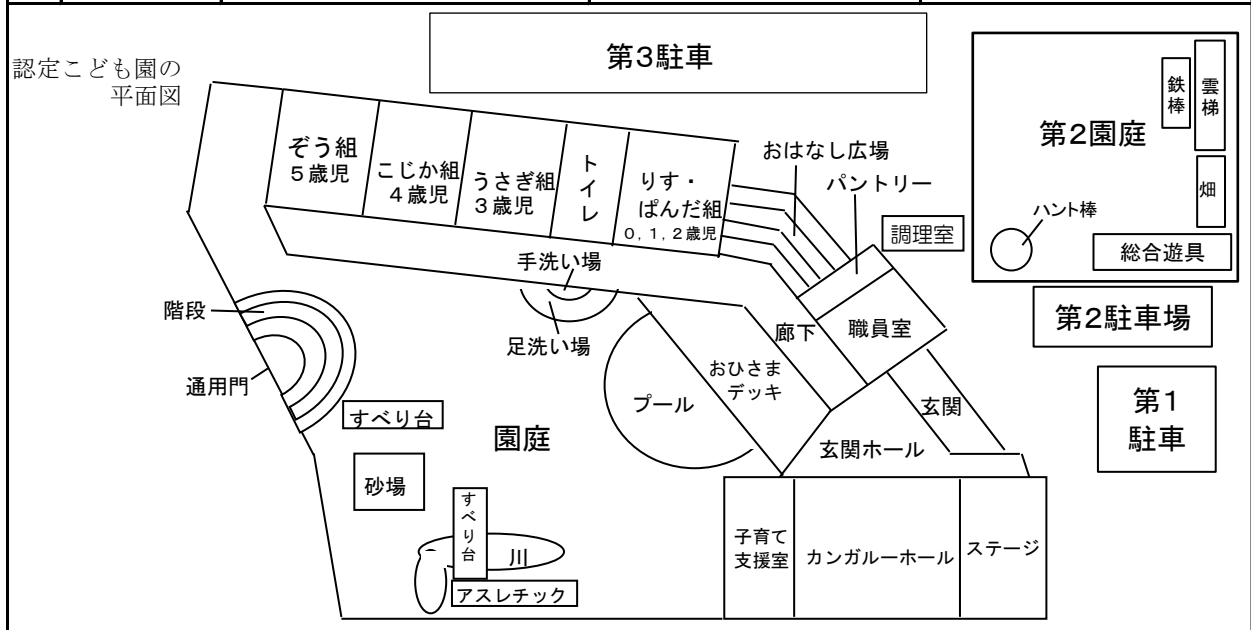 認定こども園の
平面図
第3駐車
ぞう組
5歳児
こじか組
4歳児
うさぎ組
3歳児
トイレ
りす・
ぱんだ組
0,1,2歳児
おはなし広場
パントリー
調理室
第2園庭
鉄棒
雲梯
畑
ハント棒
総合遊具
第2駐車場
第1
駐車
手洗い場
足洗い場
階段
通用門
すべり台
園庭
プール
おひさま
デッキ
廊下
職員室
玄関
玄関ホール
砂場
すべり台
川
アスレチック
子育て
支援室
カンガルーホール
ステージ